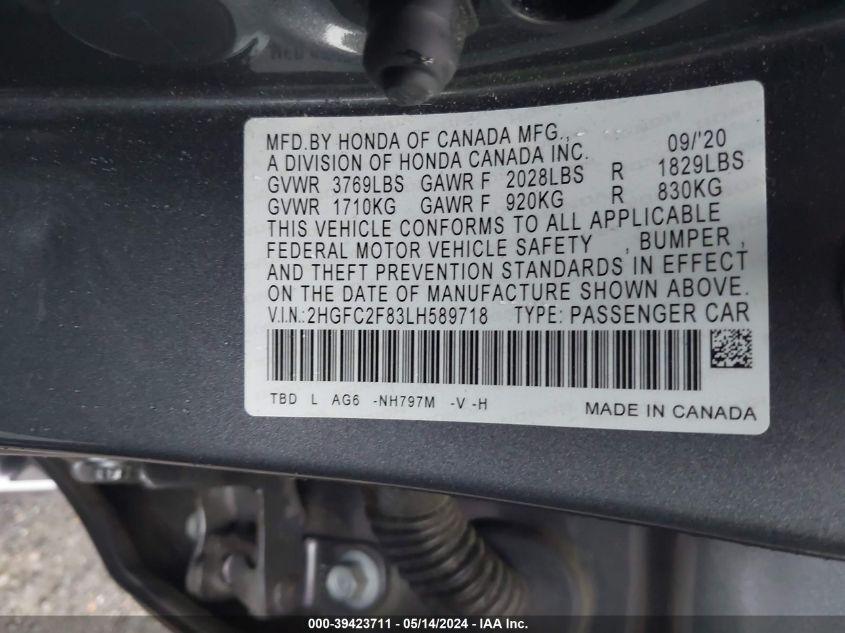 MFD.BY HONDA OF CANADA MFG., 09/'20
A DIVISION OF HONDA CANADA INC.
GVWR 3769LBS GAWR F 2028LBS R 1829LBS
GVWR 1710KG GAWR F 920KG R 830KG
THIS VEHICLE CONFORMS TO ALL APPLICABLE
FEDERAL MOTOR VEHICLE SAFETY , BUMPER ,
AND THEFT PREVENTION STANDARDS IN EFFECT
ON THE DATE OF MANUFACTURE SHOWN ABOVE.
V.I.N.:2HGFC2F83LH589718 TYPE: PASSENGER CAR
TBD L AG6 -NH797M -V -H
MADE IN CANADA
000-39423711 - 05/14/2024 - IAA Inc.